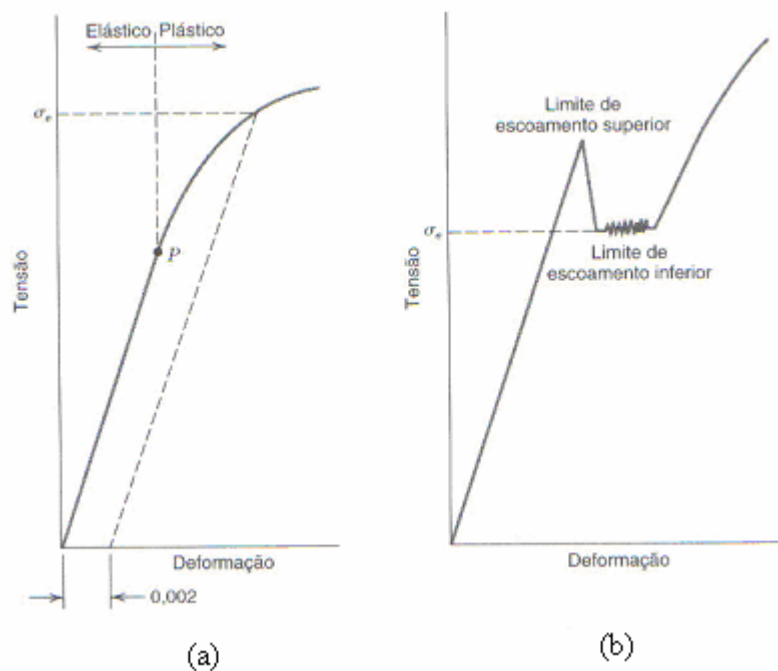 Elástico Plástico
σe
P
Tensão
Deformação
0,002
(a)
Limite de
escoamento superior
σe
Limite de
escoamento inferior
Tensão
Deformação
(b)